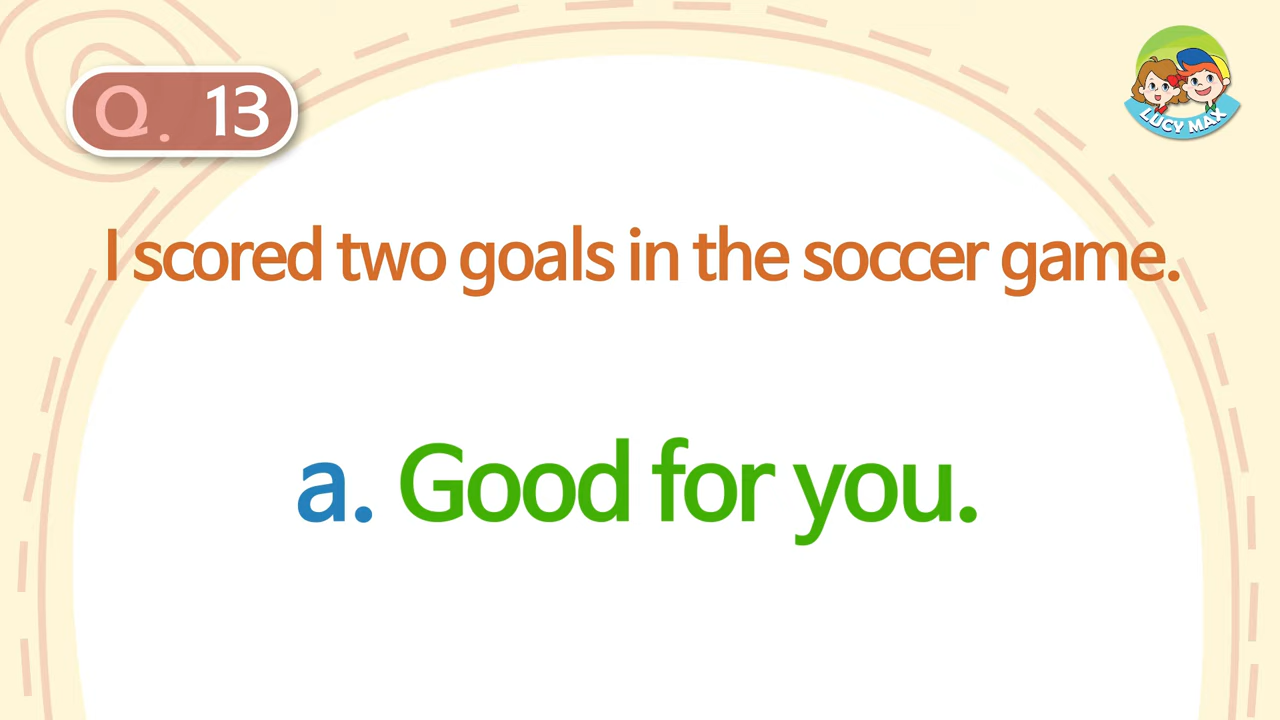 Q. 13
LUCY MAX
I scored two goals in the soccer game.
a. Good for you.